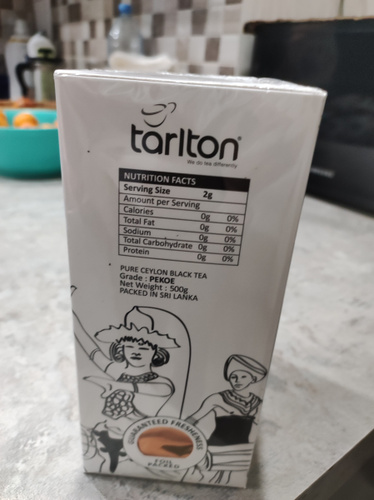 tarlton®
We do tea differently
NUTRITION FACTS
Serving Size 2g
Amount per Serving
Calories 0g 0%
Total Fat 0g 0%
Sodium 0g 0%
Total Carbohydrate 0g 0%
Protein 0g 0%
PURE CEYLON BLACK TEA
Grade : PEKOE
Net Weight : 500g
PACKED IN SRI LANKA
GUARANTEED FRESHNESS
FOIL
PACKED